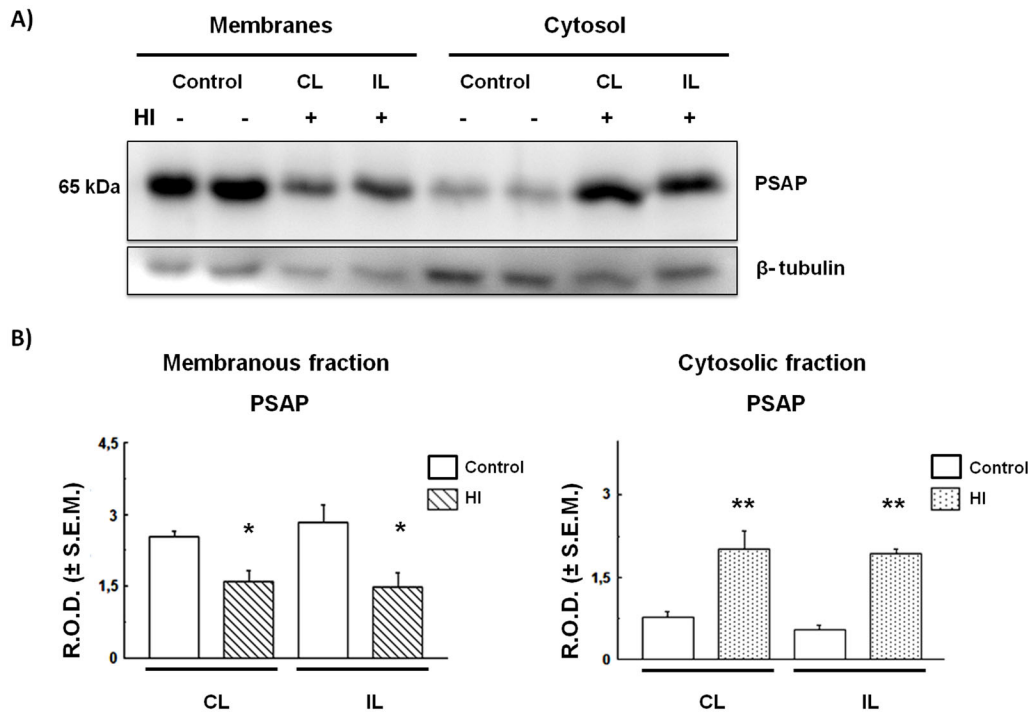 A)
Membranes Cytosol
Control CL IL Control CL IL
HI - - + + - - + +
65 kDa PSAP
β- tubulin
B)
Membranous fraction
PSAP
4,5
3
1,5
0
R.O.D. (± S.E.M.)
Control
HI
* *
CL IL
Cytosolic fraction
PSAP
3
1,5
0
R.O.D. (± S.E.M.)
Control
HI
** **
CL IL